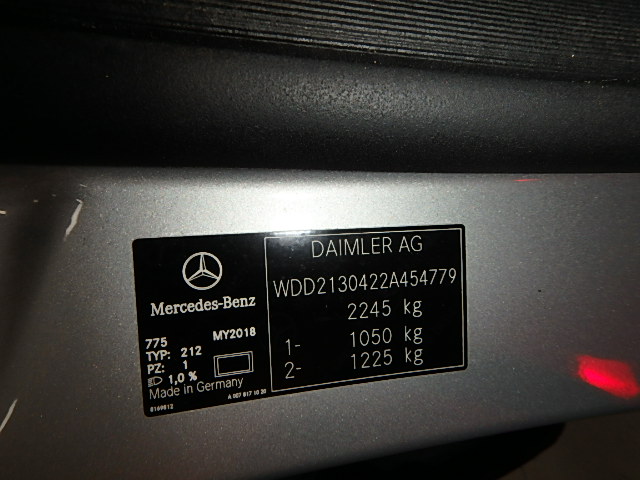 Mercedes-Benz
775
MY2018
TYP: 212
PZ: 1
1,0 %
Made in Germany
DAIMLER AG
WDD2130422A454779
2245 kg
1- 1050 kg
2- 1225 kg